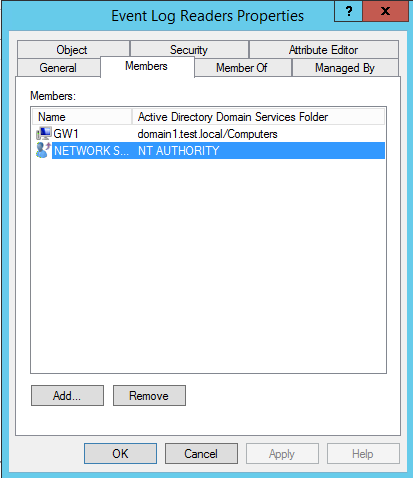 Event Log Readers Properties
?
x
Object Security Attribute Editor
General Members Member Of Managed By
Members:
Name Active Directory Domain Services Folder
GW1 domain1.test.local/Computers
NETWORK S... NT AUTHORITY
Add... Remove
OK Cancel Apply Help